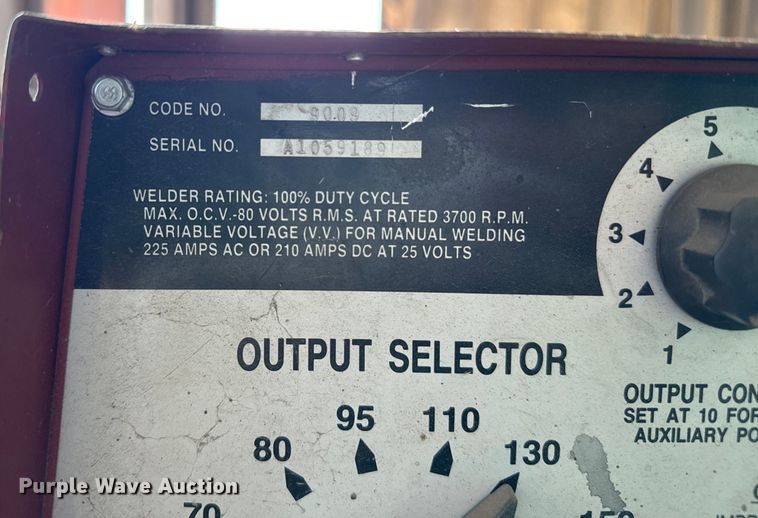 CODE NO. 9009
SERIAL NO. A1059189
WELDER RATING: 100% DUTY CYCLE
MAX. O.C.V.-80 VOLTS R.M.S. AT RATED 3700 R.P.M.
VARIABLE VOLTAGE (V.V.) FOR MANUAL WELDING
225 AMPS AC OR 210 AMPS DC AT 25 VOLTS
5
4
3
2
1
OUTPUT SELECTOR
OUTPUT CON
SET AT 10 FOR
AUXILIARY PO
95 110
80 130
70 150
Purple Wave Auction